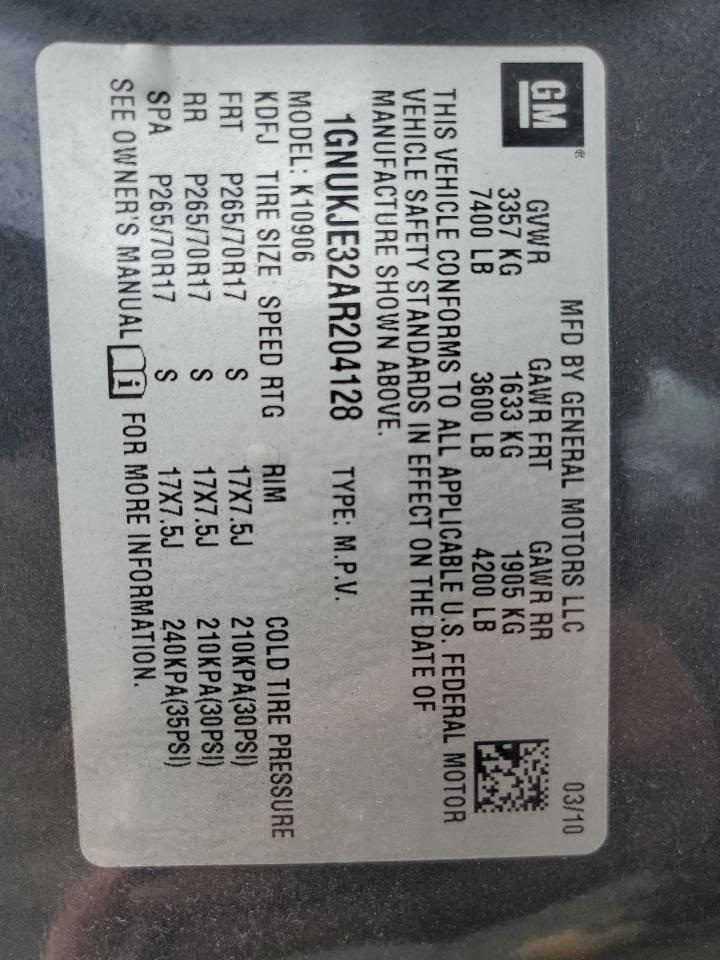 GM®
MFD BY GENERAL MOTORS LLC 03/10
GVWR GAWR FRT GAWR RR
3357 KG 1633 KG 1905 KG
7400 LB 3600 LB 4200 LB
THIS VEHICLE CONFORMS TO ALL APPLICABLE U.S. FEDERAL MOTOR
VEHICLE SAFETY STANDARDS IN EFFECT ON THE DATE OF
MANUFACTURE SHOWN ABOVE.
1GNUKJE32AR204128 TYPE: M.P.V.
MODEL: K10906
KDFJ TIRE SIZE SPEED RTG RIM COLD TIRE PRESSURE
FRT P265/70R17 S 17X7.5J 210KPA(30PSI)
RR P265/70R17 S 17X7.5J 210KPA(30PSI)
SPA P265/70R17 S 17X7.5J 240KPA(35PSI)
SEE OWNER'S MANUAL i FOR MORE INFORMATION.